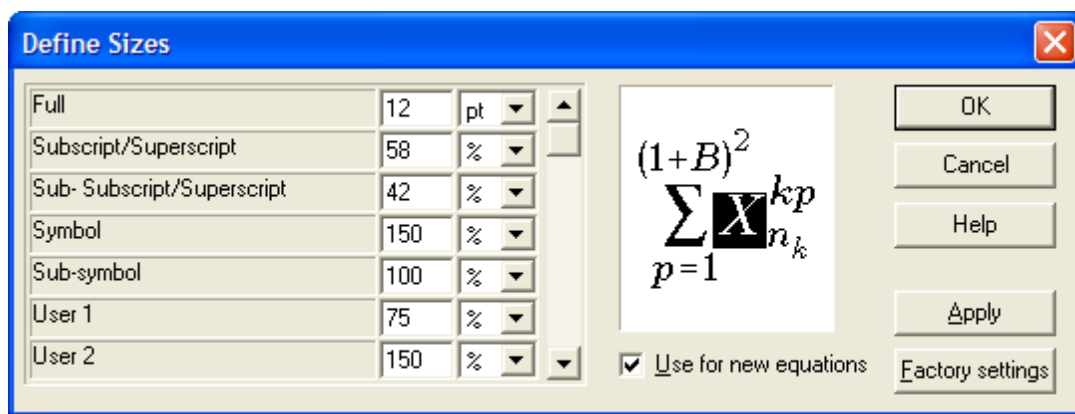 Define Sizes
Full 12 pt
Subscript/Superscript 58 %
Sub- Subscript/Superscript 42 %
Symbol 150 %
Sub-symbol 100 %
User 1 75 %
User 2 150 %
(1+B)²
∑ X kp
n k
p=1
Use for new equations
OK
Cancel
Help
Apply
Factory settings